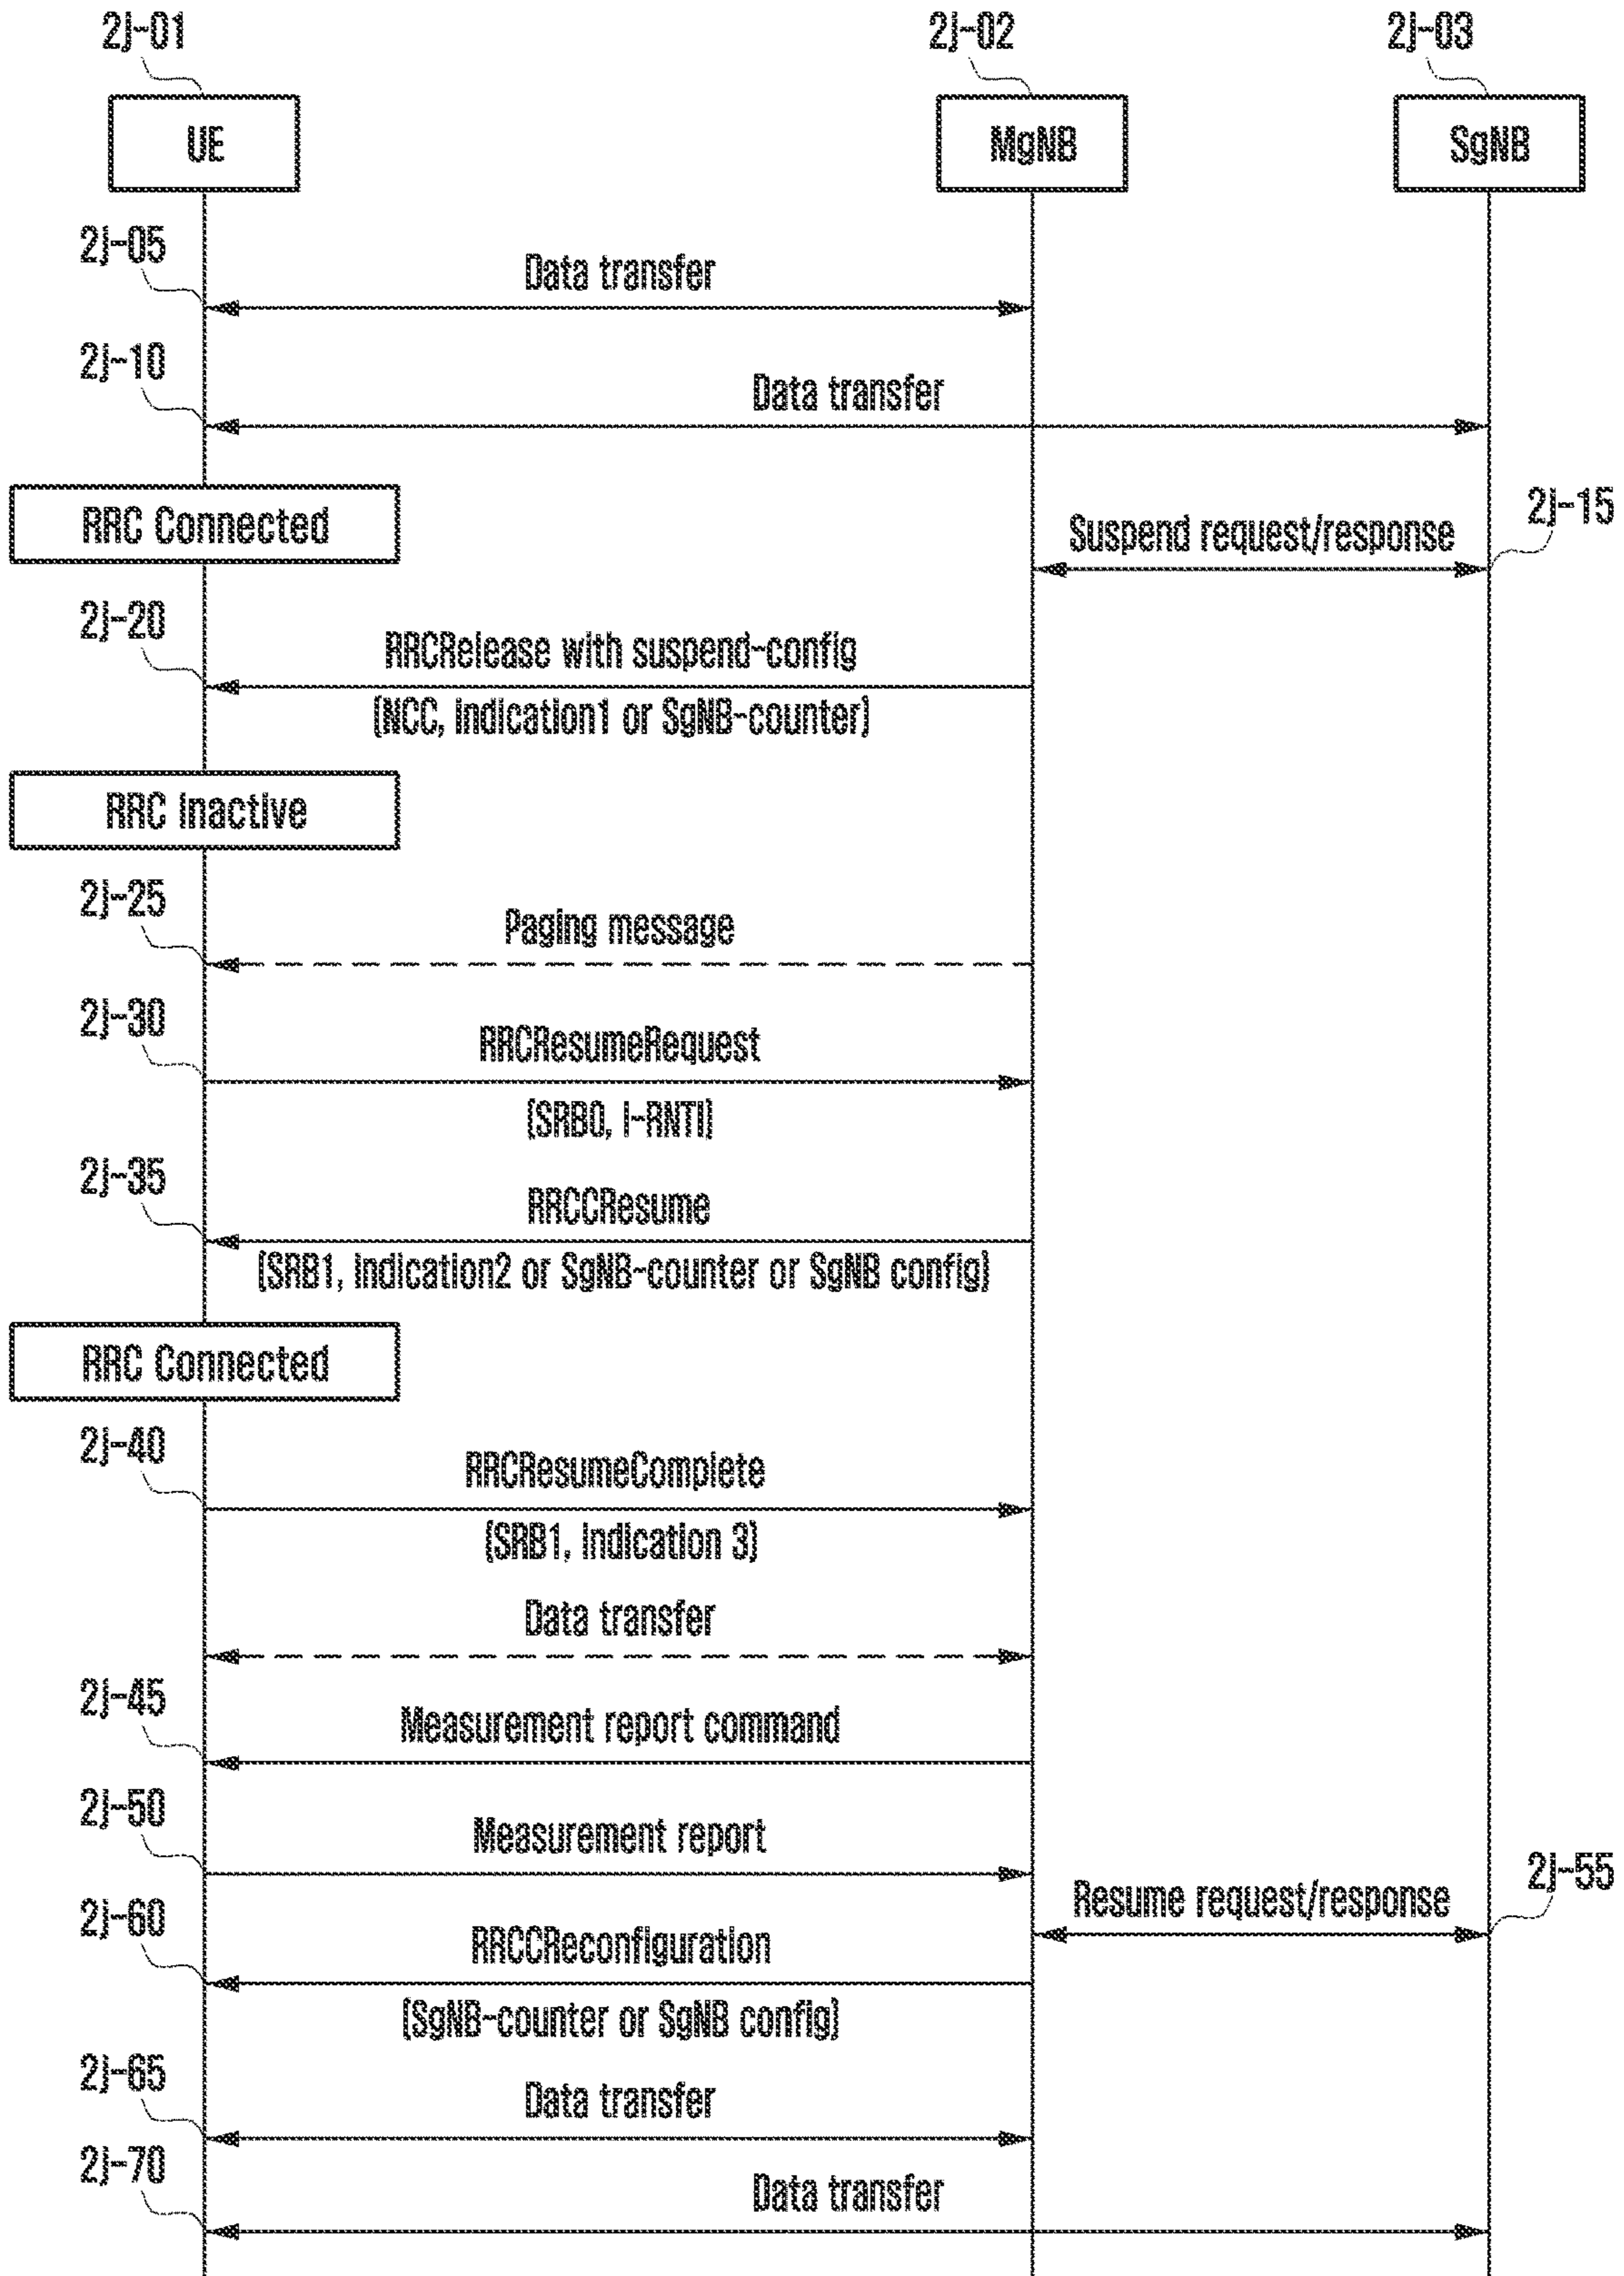 2j-01
2j-02
2j-03
UE
MgNB
SgNB
2j-05
Data transfer
2j-10
Data transfer
RRC Connected
Suspend request/response
2j-15
2j-20
RRCRelease with suspend-config
(NCC, indication1 or SgNB-counter)
RRC Inactive
2j-25
Paging message
2j-30
RRCResumeRequest
(SRB0, I-RNTI)
2j-35
RRCCResume
(SRB1, indication2 or SgNB-counter or SgNB config)
RRC Connected
2j-40
RRCResumeComplete
(SRB1, indication 3)
Data transfer
2j-45
Measurement report command
2j-50
Measurement report
2j-55
Resume request/response
2j-60
RRCCReconfiguration
(SgNB-counter or SgNB config)
2j-65
Data transfer
2j-70
Data transfer